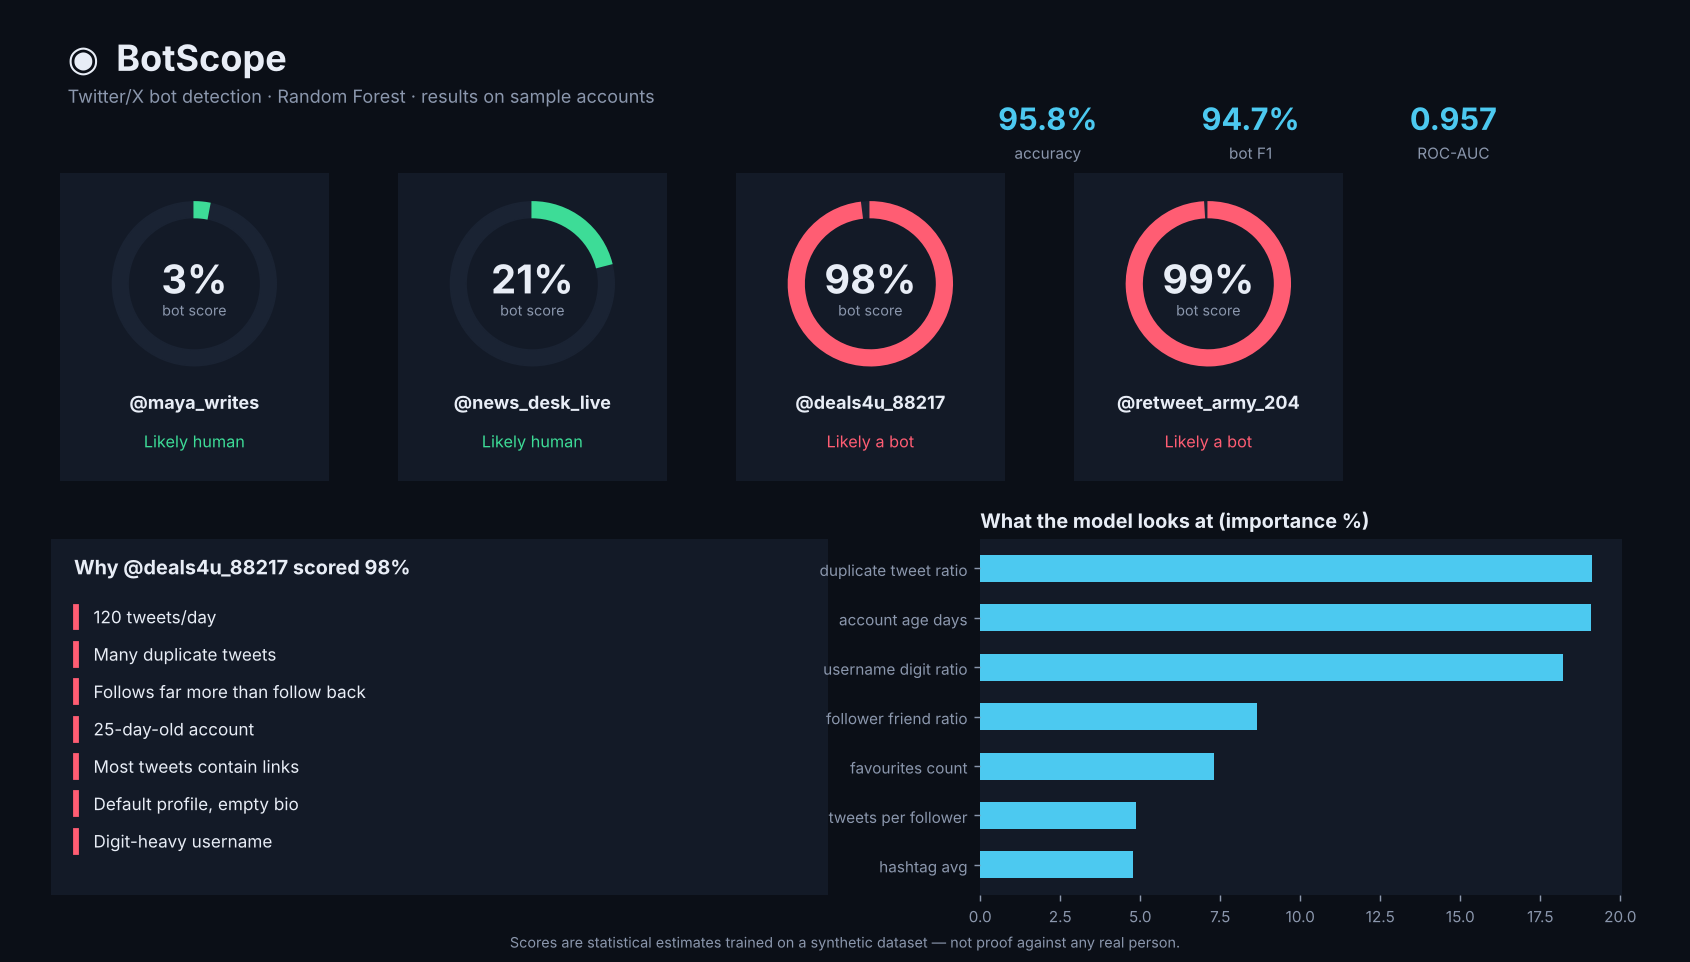 ◉ BotScope
Twitter/X bot detection · Random Forest · results on sample accounts
95.8%
accuracy
94.7%
bot F1
0.957
ROC-AUC
3%
bot score
@maya_writes
Likely human
21%
bot score
@news_desk_live
Likely human
98%
bot score
@deals4u_88217
Likely a bot
99%
bot score
@retweet_army_204
Likely a bot
Why @deals4u_88217 scored 98%
120 tweets/day
Many duplicate tweets
Follows far more than follow back
25-day-old account
Most tweets contain links
Default profile, empty bio
Digit-heavy username
What the model looks at (importance %)
duplicate tweet ratio
account age days
username digit ratio
follower friend ratio
favourites count
tweets per follower
hashtag avg
0.0 2.5 5.0 7.5 10.0 12.5 15.0 17.5 20.0
Scores are statistical estimates trained on a synthetic dataset — not proof against any real person.